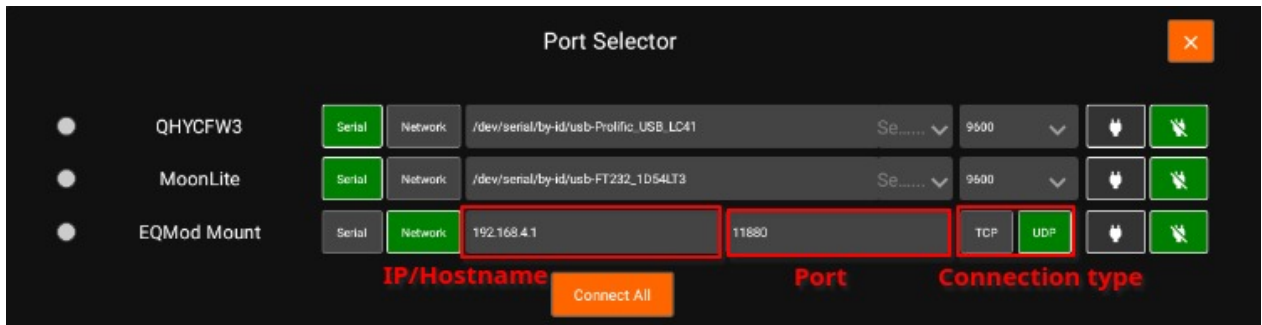 Port Selector ×
QHYCFW3 Serial Network /dev/serial/by-id/usb-Prolific_USB_LC41 Se...... 9600
MoonLite Serial Network /dev/serial/by-id/usb-FT232_1D54LT3 Se...... 9600
EQMod Mount Serial Network 192.168.4.1 11880 TCP UDP
IP/Hostname Port Connection type
Connect All